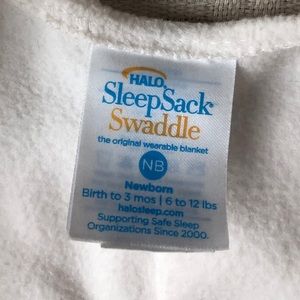 HALO
SleepSack
Swaddle
the original wearable blanket
NB
Newborn
Birth to 3 mos | 6 to 12 lbs
halosleep.com
Supporting Safe Sleep
Organizations Since 2000.